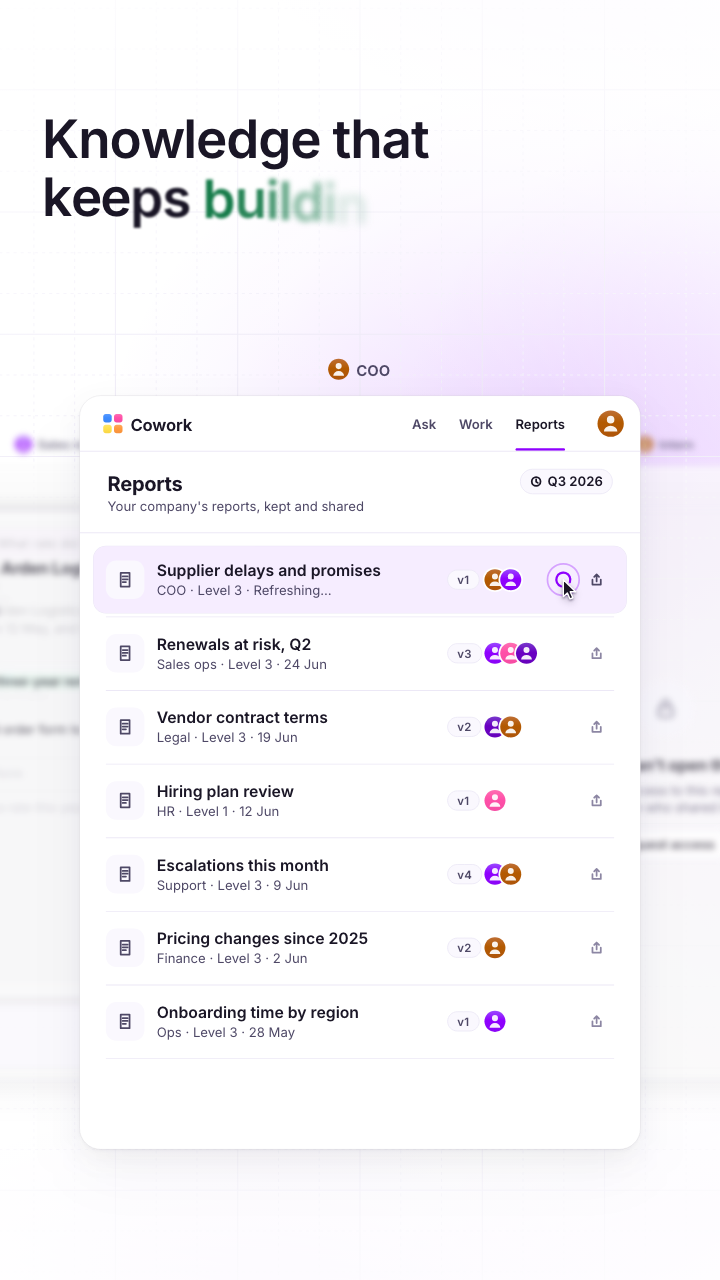 Knowledge that
keeps buildin
COO
Cowork
Ask
Work
Reports
Reports
Q3 2026
Your company's reports, kept and shared
Supplier delays and promises
COO · Level 3 · Refreshing...
v1
Renewals at risk, Q2
Sales ops · Level 3 · 24 Jun
v3
Vendor contract terms
Legal · Level 3 · 19 Jun
v2
Hiring plan review
HR · Level 1 · 12 Jun
v1
Escalations this month
Support · Level 3 · 9 Jun
v4
Pricing changes since 2025
Finance · Level 3 · 2 Jun
v2
Onboarding time by region
Ops · Level 3 · 28 May
v1